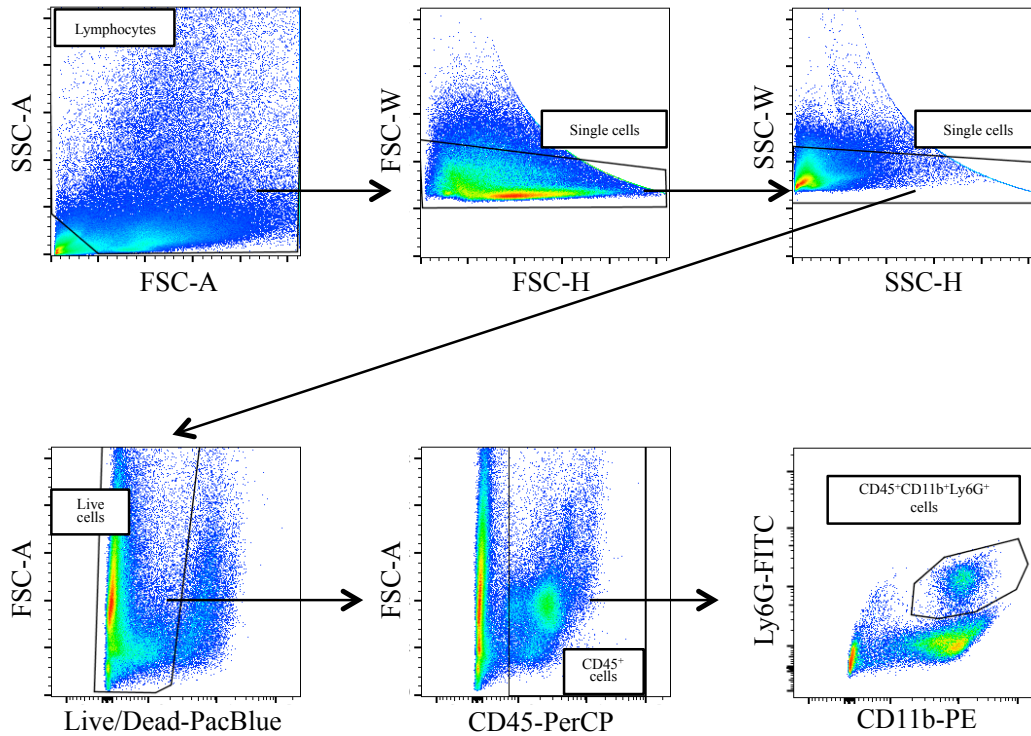 Lymphocytes
SSC-A
FSC-A
FSC-W
Single cells
FSC-H
SSC-W
Single cells
SSC-H
Live
cells
FSC-A
Live/Dead-PacBlue
FSC-A
CD45⁺
cells
CD45-PerCP
CD45⁺CD11b⁺Ly6G⁺
cells
Ly6G-FITC
CD11b-PE